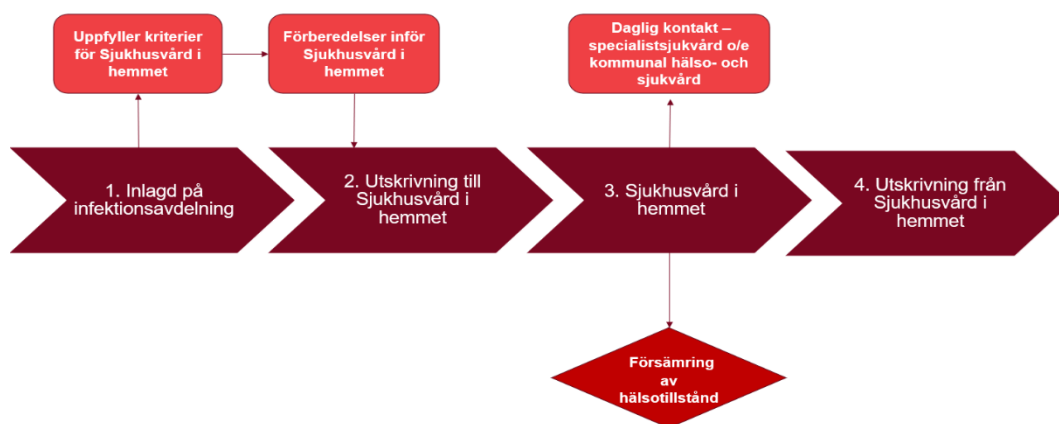 Uppfyller kriterier
för Sjukhusvård i
hemmet
Förberedelser inför
Sjukhusvård i
hemmet
Daglig kontakt –
specialistsjukvård o/e
kommunal hälso- och
sjukvård
1. Inlagd på
infektionsavdelning
2. Utskrivning till
Sjukhusvård i
hemmet
3. Sjukhusvård i
hemmet
4. Utskrivning från
Sjukhusvård i
hemmet
Försämring
av
hälsotillstånd